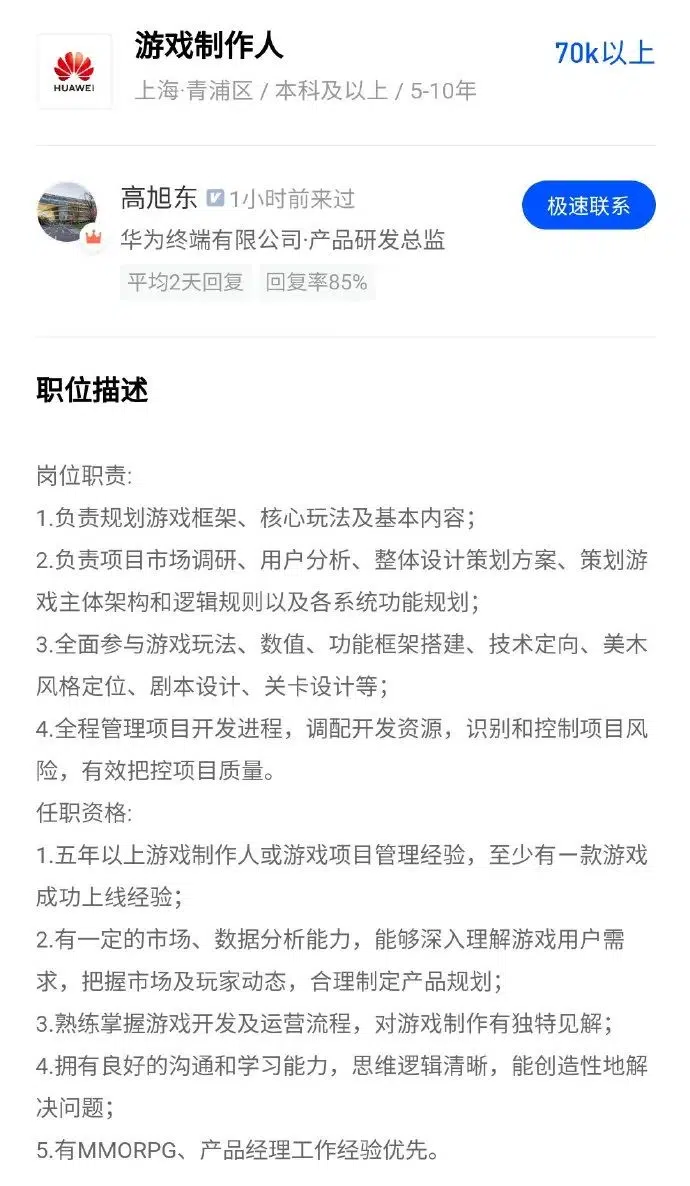 游戏制作人
70k以上
HUAWEI
上海·青浦区 / 本科及以上 / 5-10年
高旭东 V 1小时前来过
极速联系
华为终端有限公司·产品研发总监
平均2天回复 回复率85%
职位描述
岗位职责:
1.负责规划游戏框架、核心玩法及基本内容；
2.负责项目市场调研、用户分析、整体设计策划方案、策划游
戏主体架构和逻辑规则以及各系统功能规划；
3.全面参与游戏玩法、数值、功能框架搭建、技术定向、美木
风格定位、剧本设计、关卡设计等；
4.全程管理项目开发进程，调配开发资源，识别和控制项目风
险，有效把控项目质量。
任职资格:
1.五年以上游戏制作人或游戏项目管理经验，至少有一款游戏
成功上线经验；
2.有一定的市场、数据分析能力，能够深入理解游戏用户需
求，把握市场及玩家动态，合理制定产品规划；
3.熟练掌握游戏开发及运营流程，对游戏制作有独特见解；
4.拥有良好的沟通和学习能力，思维逻辑清晰，能创造性地解
决问题；
5.有MMORPG、产品经理工作经验优先。